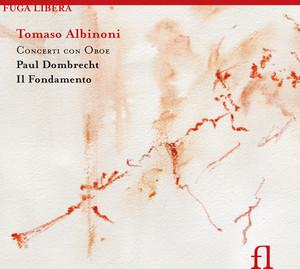 FUGA LIBERA
Tomaso Albinoni
Concerti con Oboe
Paul Dombrecht
Il Fondamento
fl